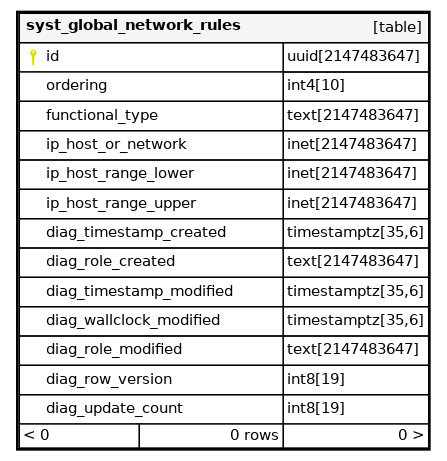 syst_global_network_rules [table]
id uuid[2147483647]
ordering int4[10]
functional_type text[2147483647]
ip_host_or_network inet[2147483647]
ip_host_range_lower inet[2147483647]
ip_host_range_upper inet[2147483647]
diag_timestamp_created timestamptz[35,6]
diag_role_created text[2147483647]
diag_timestamp_modified timestamptz[35,6]
diag_wallclock_modified timestamptz[35,6]
diag_role_modified text[2147483647]
diag_row_version int8[19]
diag_update_count int8[19]
< 0 0 rows 0 >